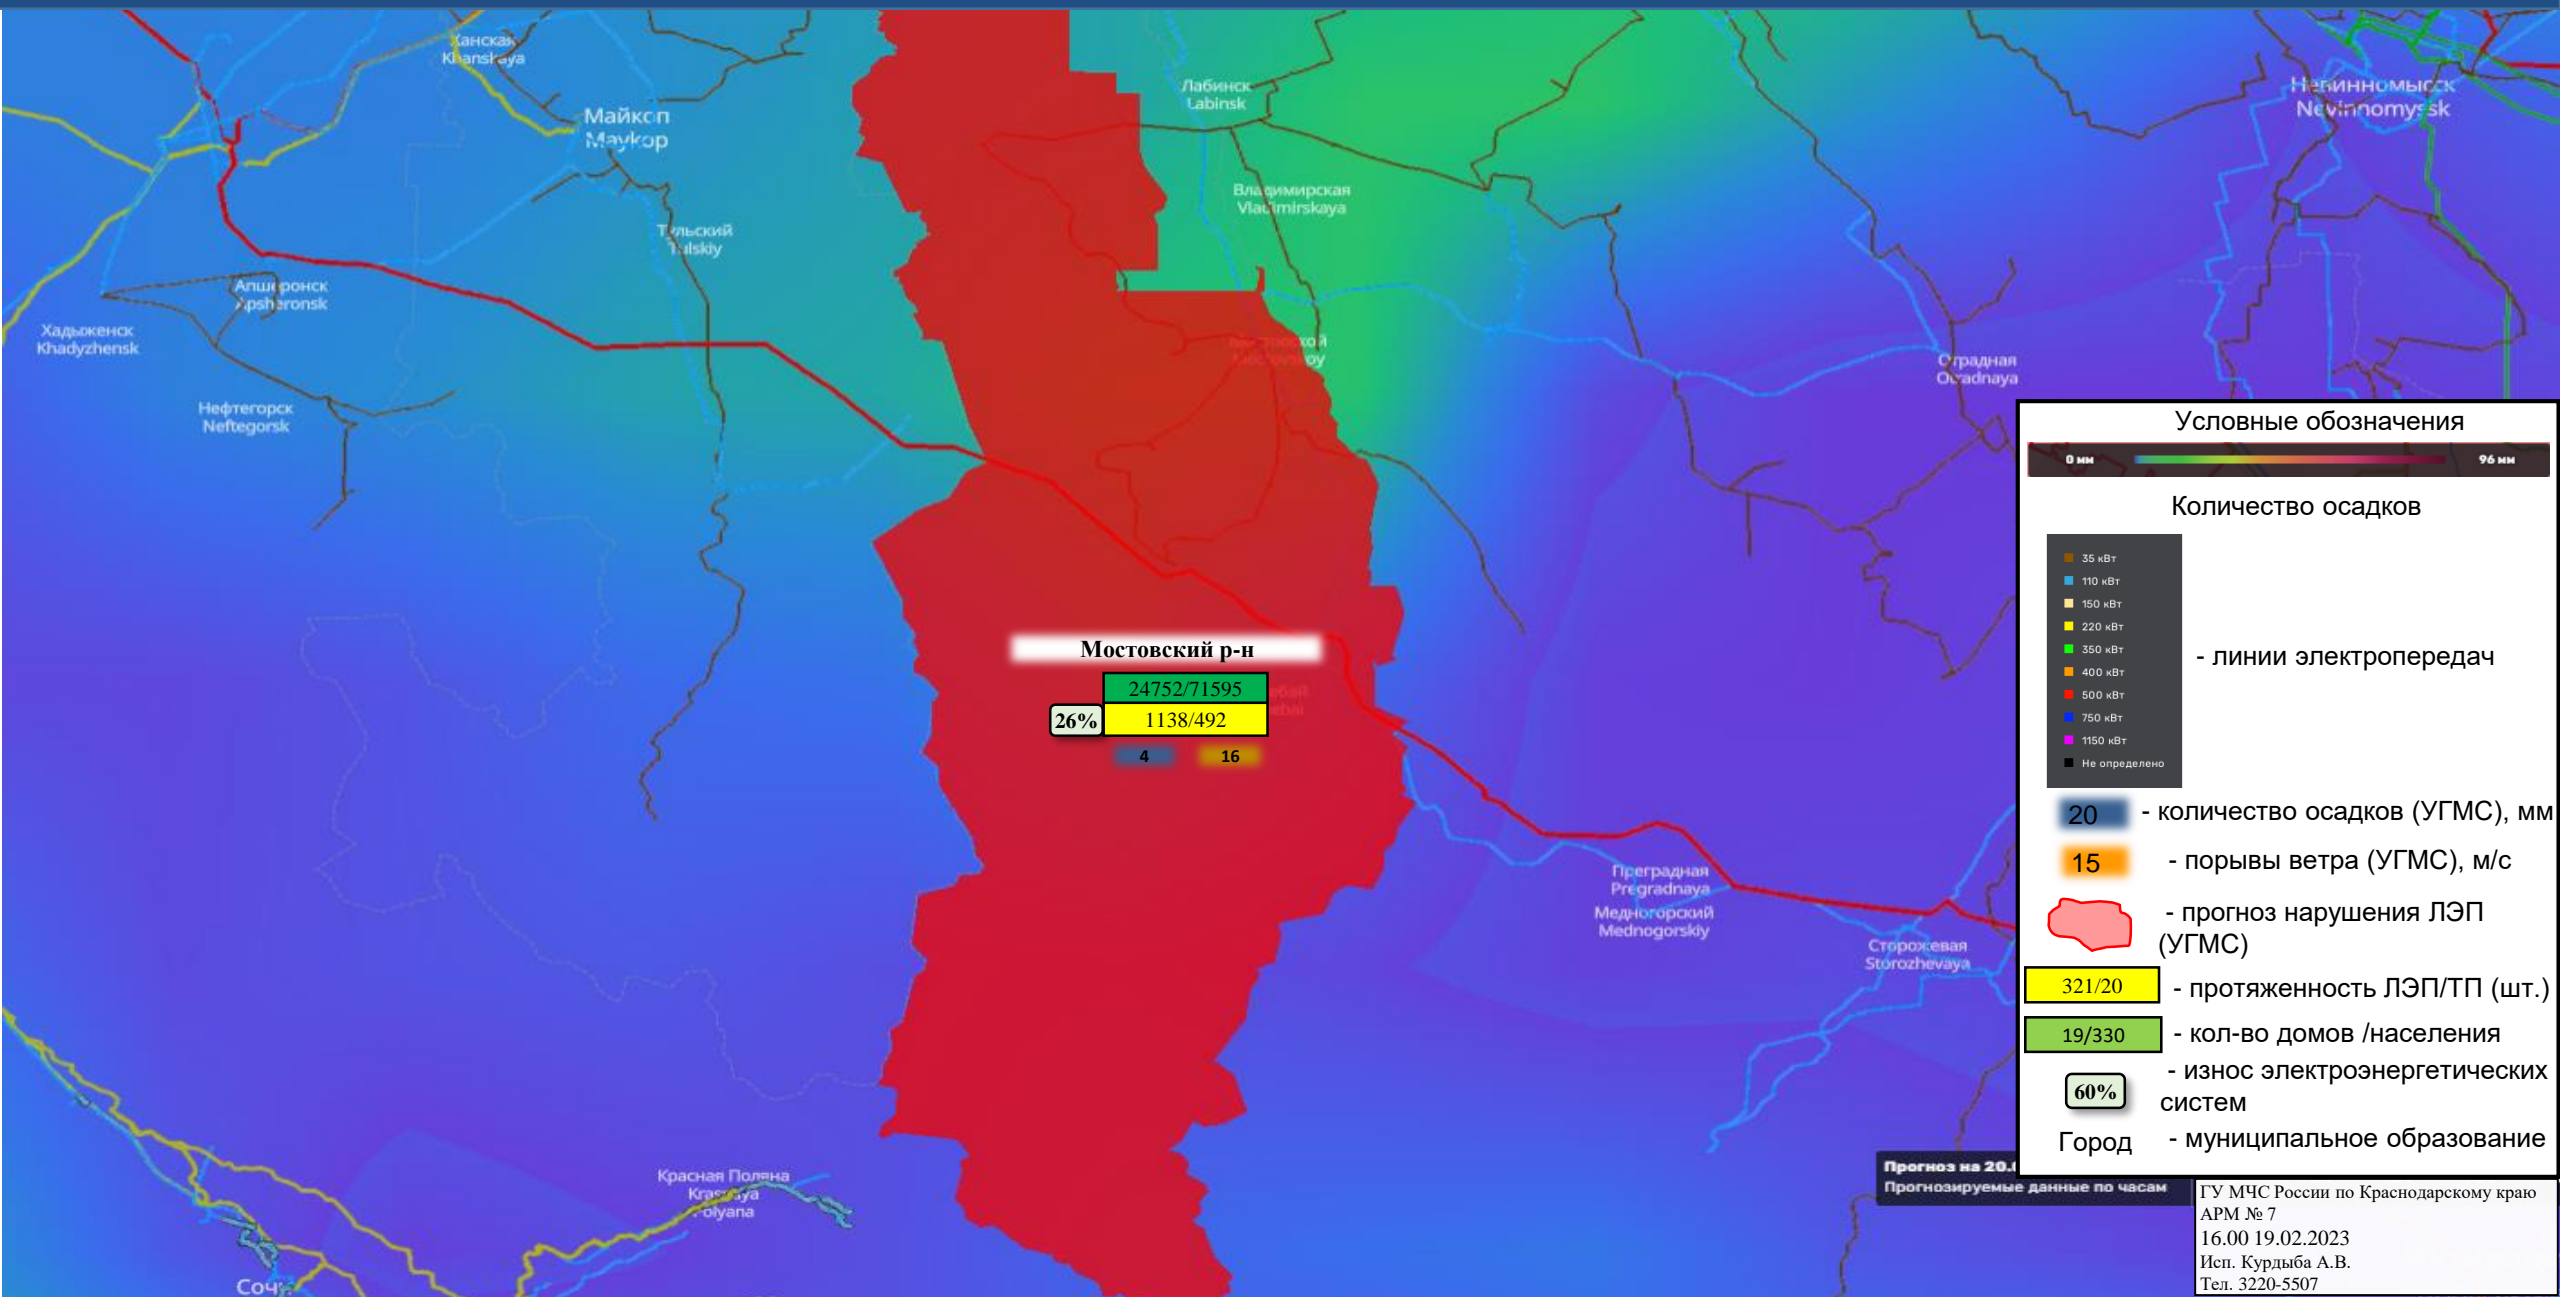 Ханская
Khanskaya
Майкоп
Maykop
Лабинск
Labinsk
Невинномысск
Nevinnomyssk
Владимирская
Vladimirskaya
Тульский
Tulskiy
Апшеронск
Apsheronsk
Хадыженск
Khadyzhensk
Отрадная
Otradnaya
Нефтегорск
Neftegorsk
Мостовский р-н
24752/71595
26%
1138/492
4
16
Преградная
Pregradnaya
Медногорский
Mednogorskiy
Сторожевая
Storozhevaya
Красная Поляна
Krasnaya
Polyana
Сочи
Условные обозначения
0 мм
96 мм
Количество осадков
35 кВт
110 кВт
150 кВт
220 кВт
350 кВт
400 кВт
500 кВт
750 кВт
1150 кВт
Не определено
- линии электропередач
20 - количество осадков (УГМС), мм
15 - порывы ветра (УГМС), м/с
- прогноз нарушения ЛЭП
(УГМС)
321/20 - протяженность ЛЭП/ТП (шт.)
19/330 - кол-во домов /населения
60% - износ электроэнергетических
систем
Город - муниципальное образование
Прогноз на 20.
Прогнозируемые данные по часам
ГУ МЧС России по Краснодарскому краю
АРМ № 7
16.00 19.02.2023
Исп. Курдыба А.В.
Тел. 3220-5507